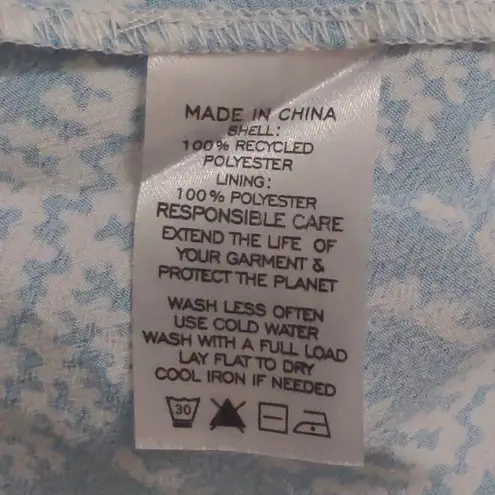 MADE IN CHINA
SHELL:
100% RECYCLED
POLYESTER
LINING:
100% POLYESTER
RESPONSIBLE CARE
EXTEND THE LIFE OF
YOUR GARMENT &
PROTECT THE PLANET
WASH LESS OFTEN
USE COLD WATER
WASH WITH A FULL LOAD
LAY FLAT TO DRY
COOL IRON IF NEEDED
30